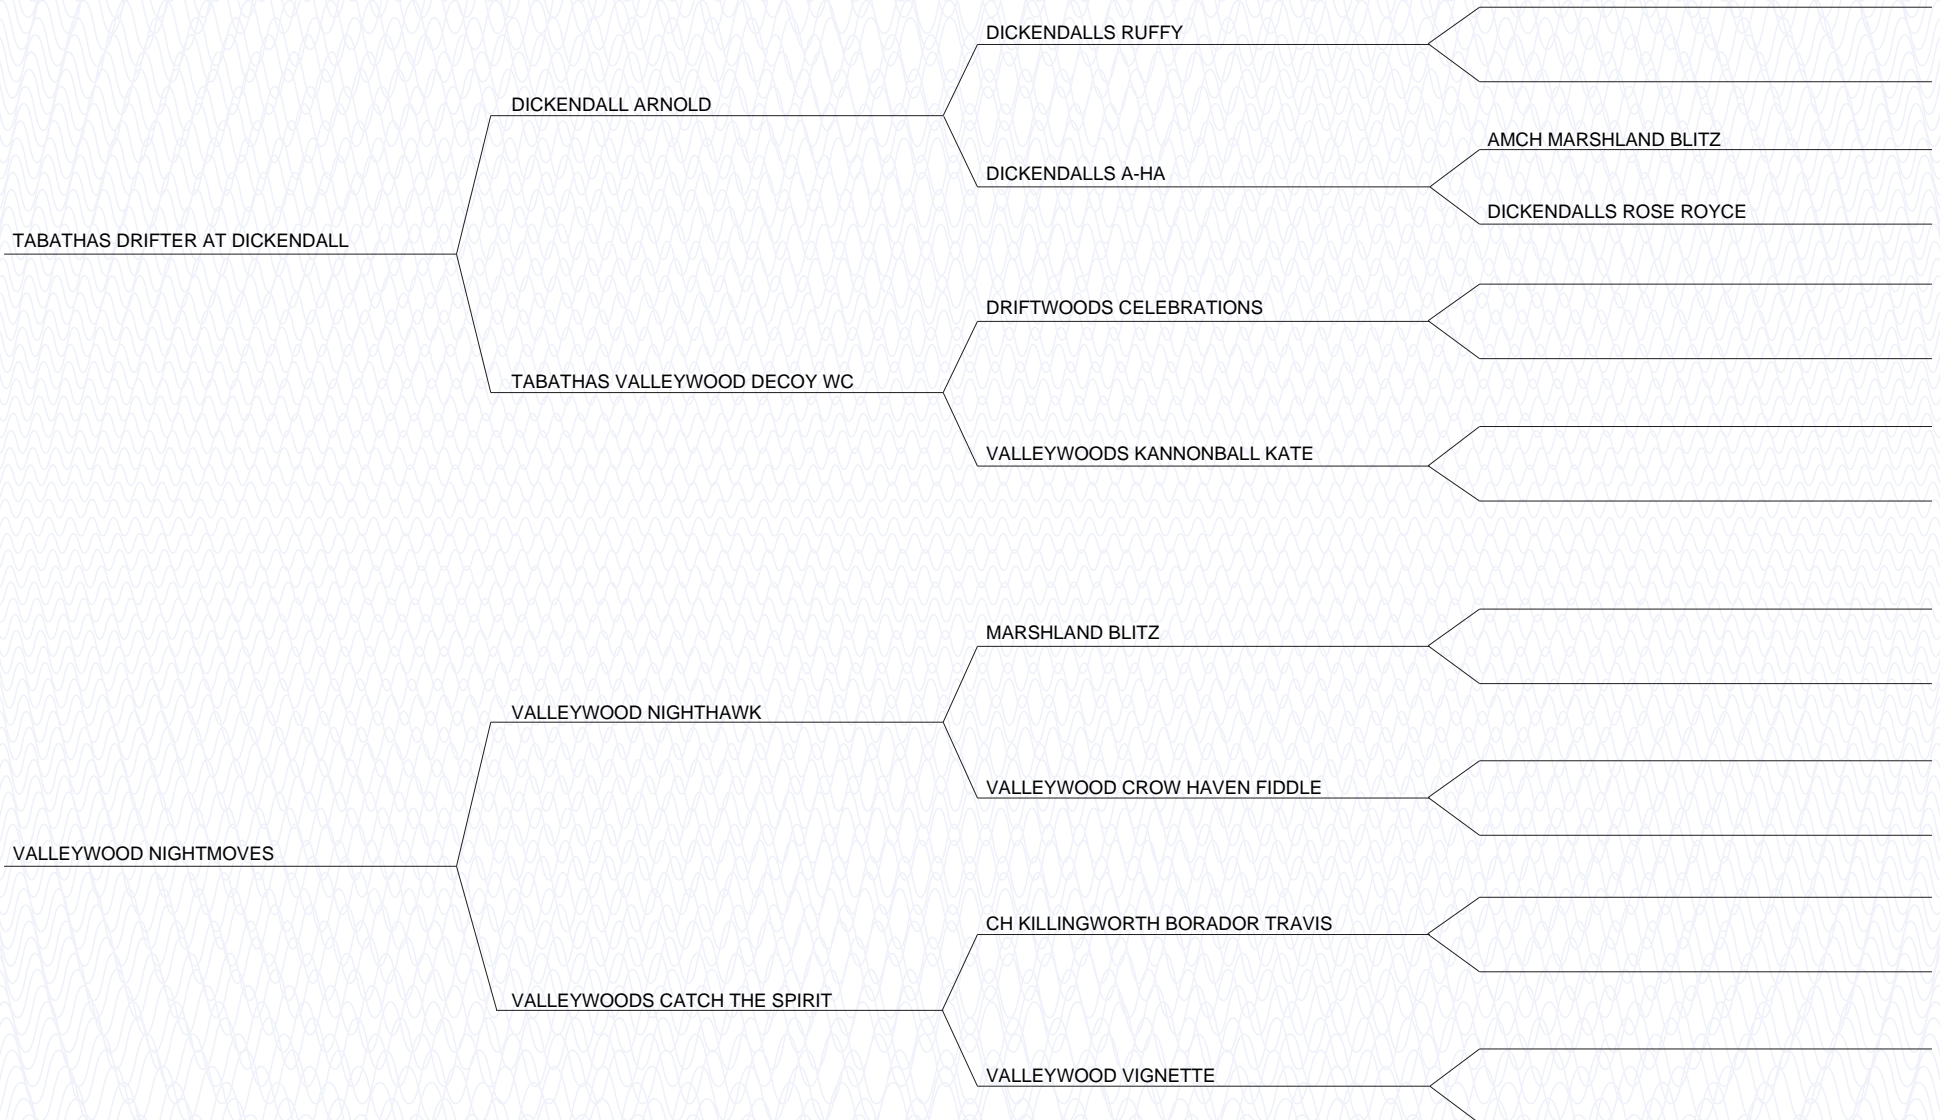 DICKENDALLS RUFFY
DICKENDALL ARNOLD
AMCH MARSHLAND BLITZ
DICKENDALLS A-HA
DICKENDALLS ROSE ROYCE
TABATHAS DRIFTER AT DICKENDALL
DRIFTWOODS CELEBRATIONS
TABATHAS VALLEYWOOD DECOY WC
VALLEYWOODS KANNONBALL KATE
MARSHLAND BLITZ
VALLEYWOOD NIGHTHAWK
VALLEYWOOD CROW HAVEN FIDDLE
VALLEYWOOD NIGHTMOVES
CH KILLINGWORTH BORADOR TRAVIS
VALLEYWOODS CATCH THE SPIRIT
VALLEYWOOD VIGNETTE